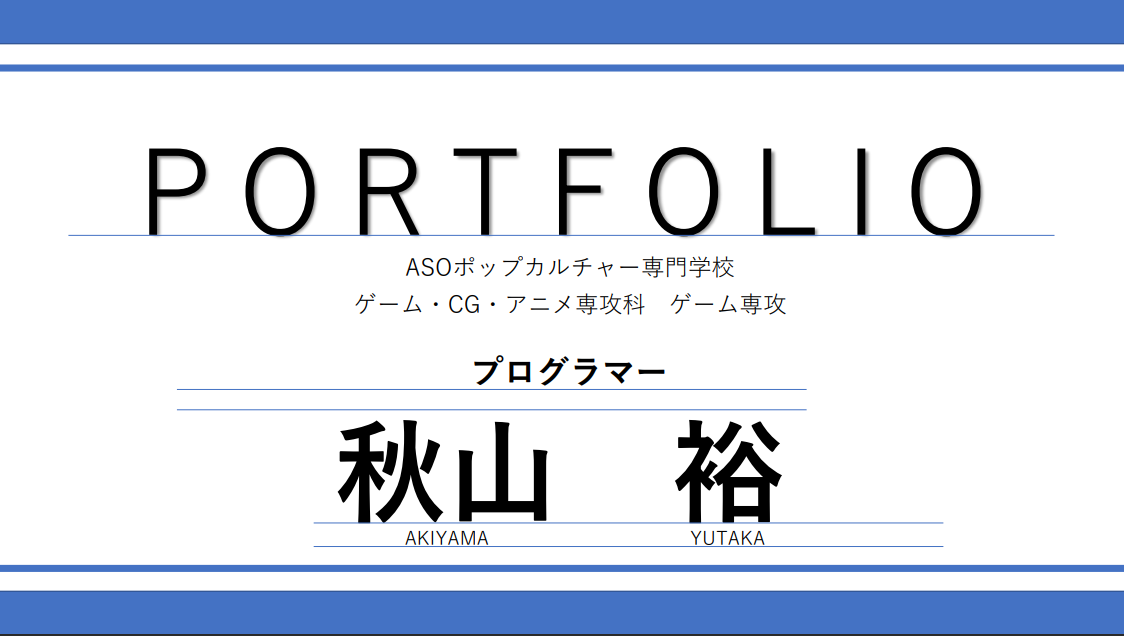 PORTFOLIO
ASOポップカルチャー専門学校
ゲーム・CG・アニメ専攻科　ゲーム専攻
プログラマー
秋山　裕
AKIYAMA YUTAKA